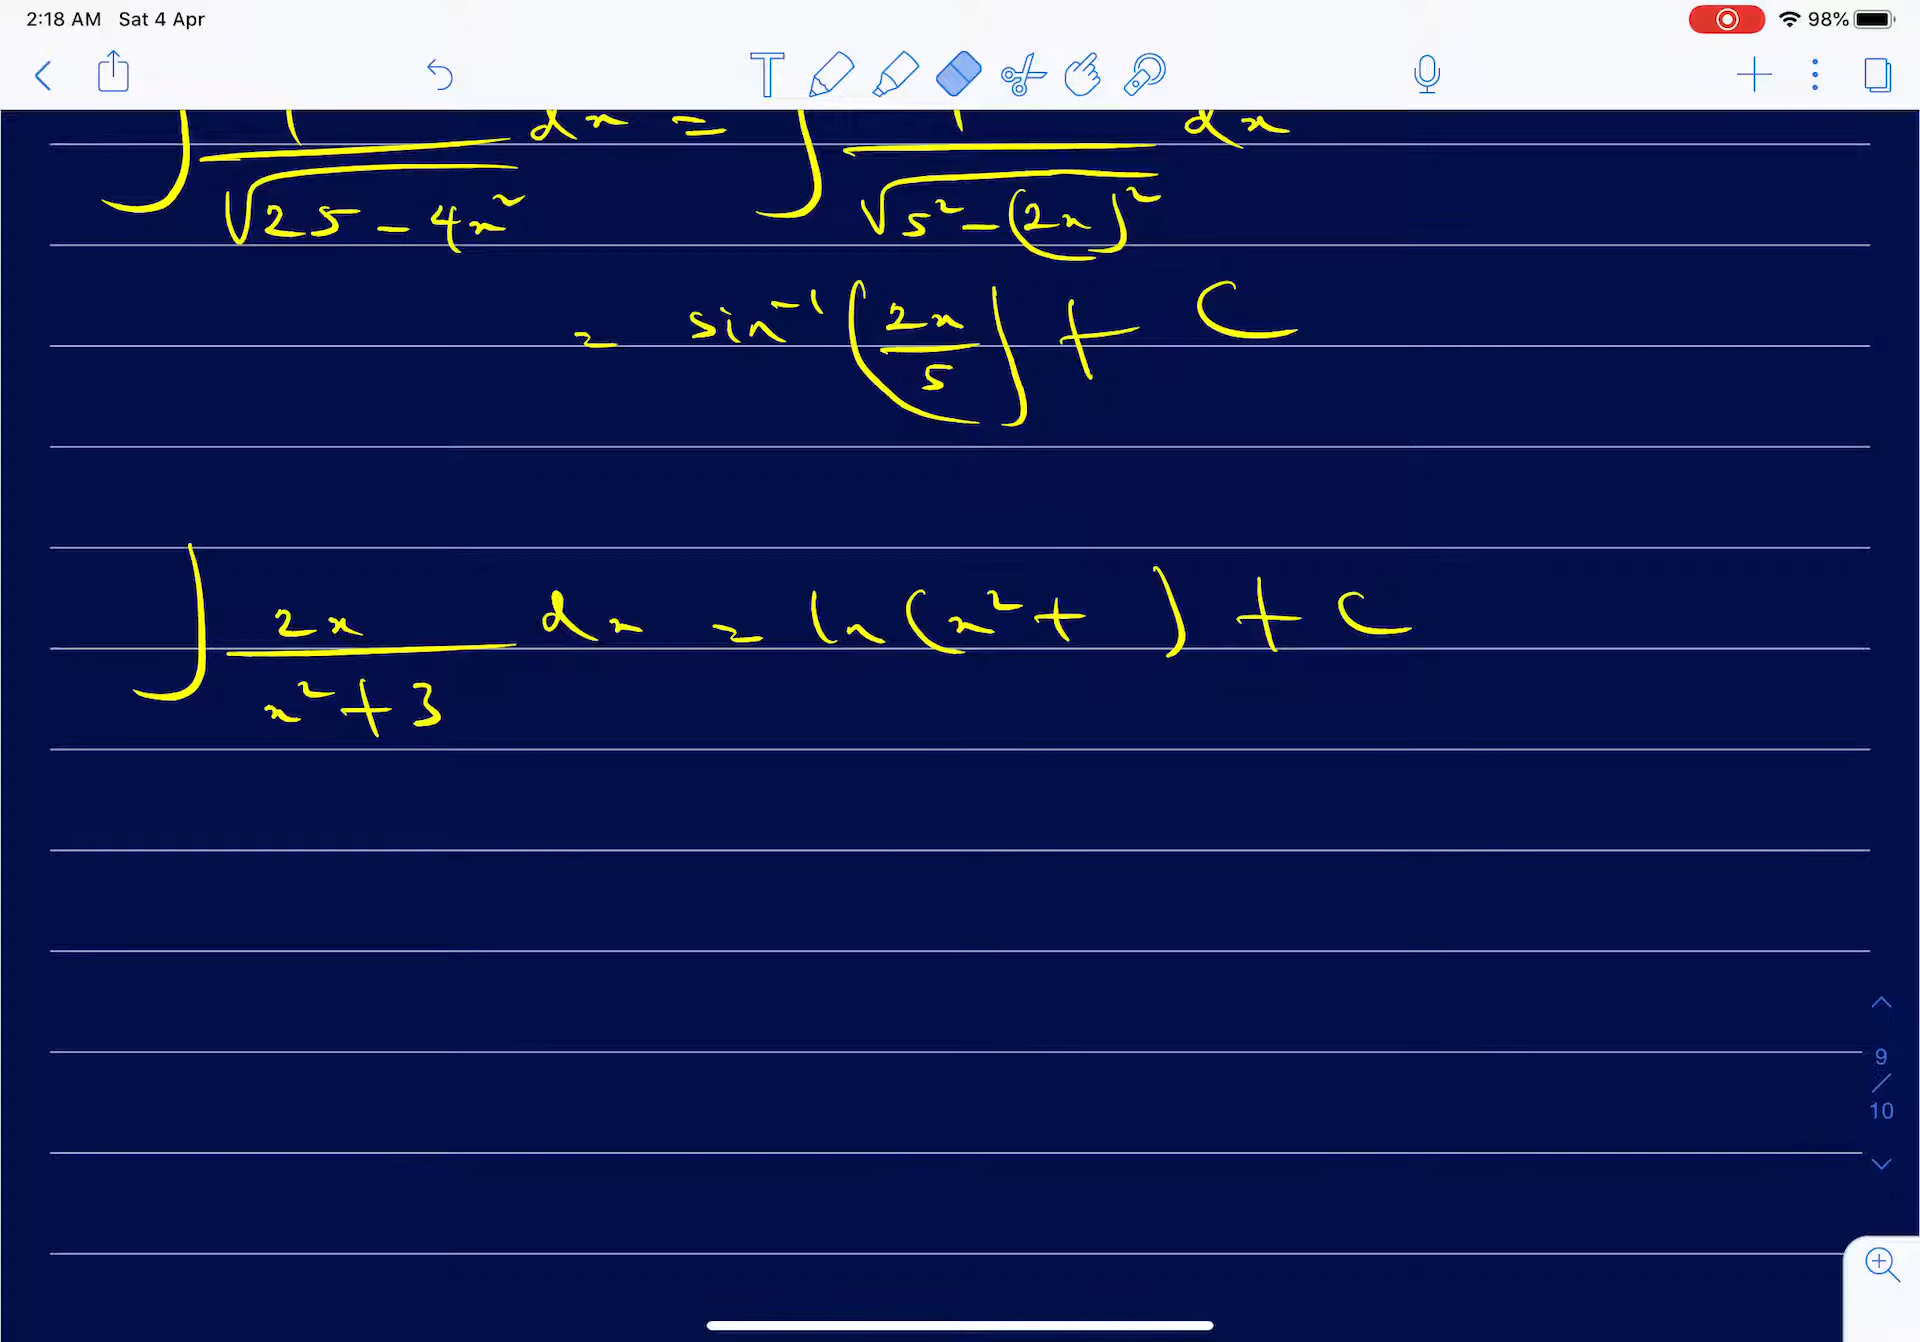 2:18 AM Sat 4 Apr 98%
∫ 1/√(25 - 4x²) dx = ∫ 1/√(5² - (2x)²) dx
= sin⁻¹(2x/5) + C
∫ 2x/(x² + 3) dx = ln(x² + ) + C
9
/
10